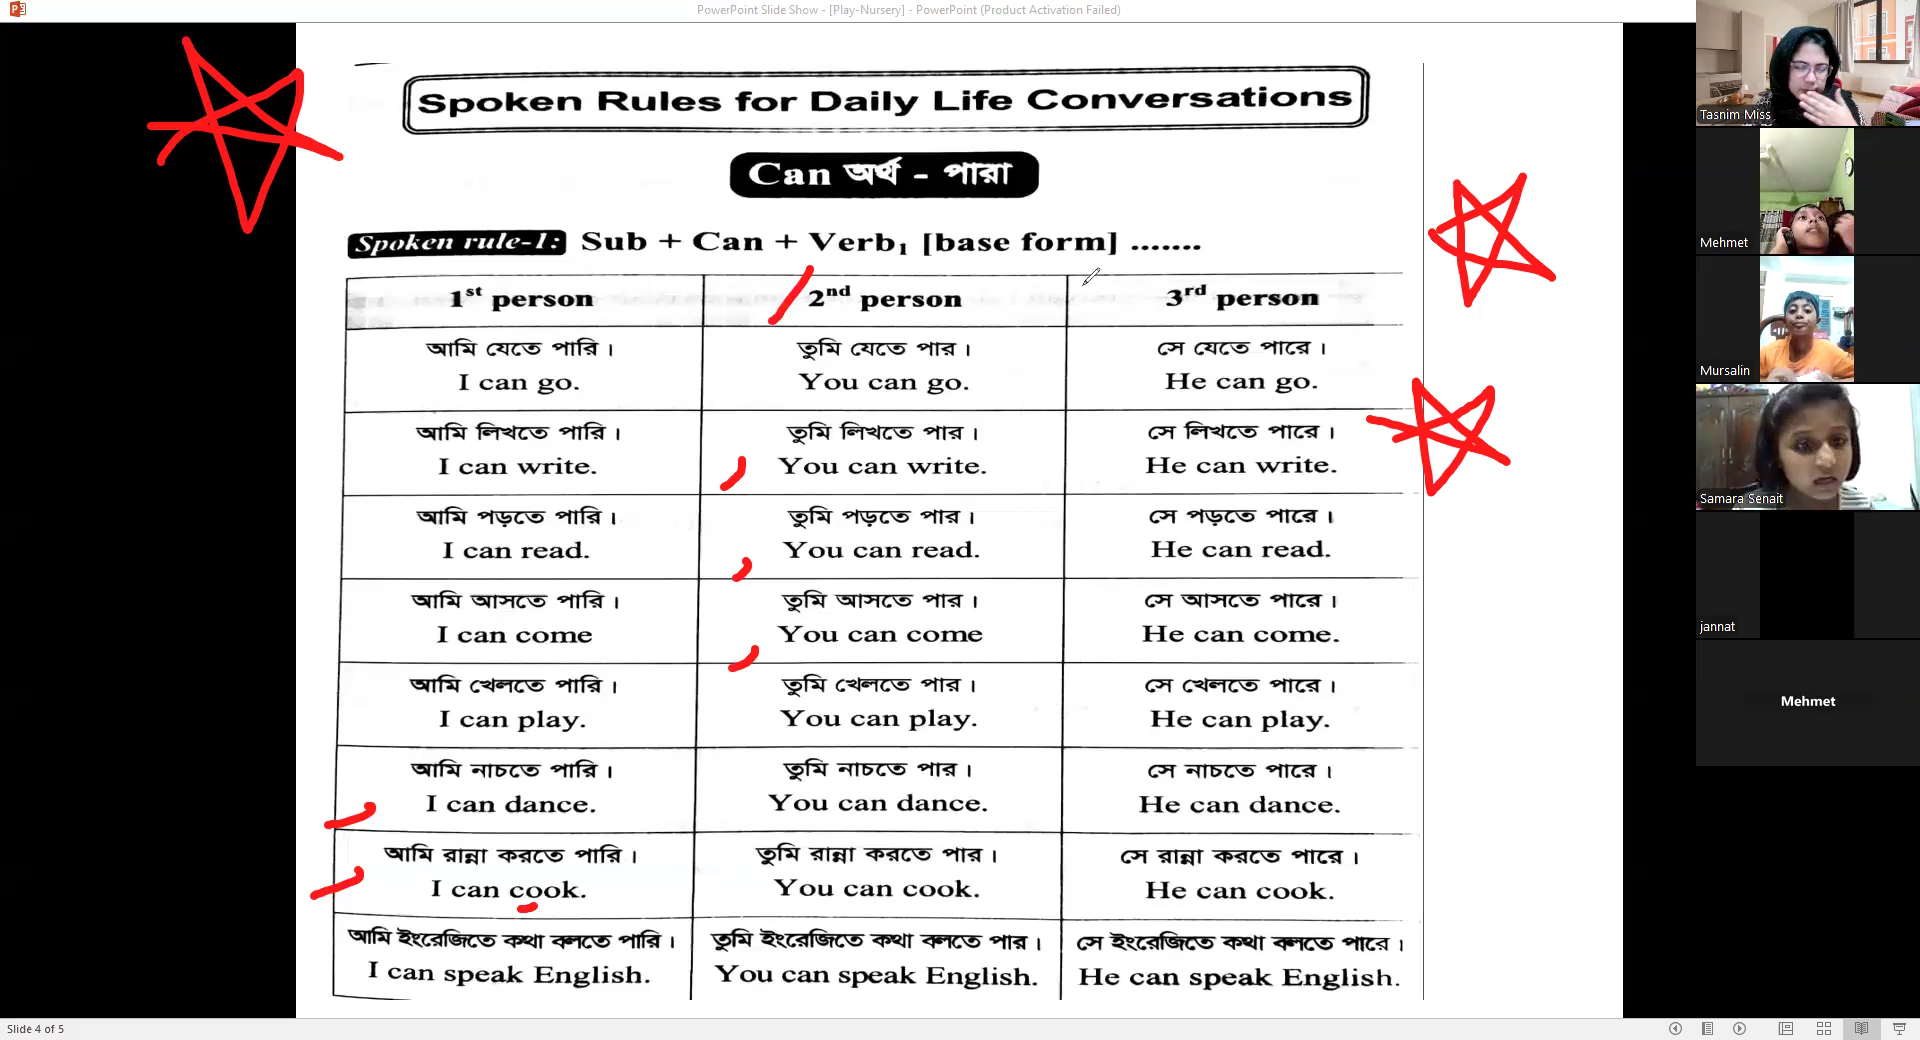 PowerPoint Slide Show - [Play-Nursery] - PowerPoint (Product Activation Failed)
Spoken Rules for Daily Life Conversations
Can অর্থ - পারা
Spoken rule-1: Sub + Can + Verb₁ [base form] .......
1st person 2nd person 3rd person
আমি যেতে পারি। তুমি যেতে পার। সে যেতে পারে।
I can go. You can go. He can go.
আমি লিখতে পারি। তুমি লিখতে পার। সে লিখতে পারে।
I can write. You can write. He can write.
আমি পড়তে পারি। তুমি পড়তে পার। সে পড়তে পারে।
I can read. You can read. He can read.
আমি আসতে পারি। তুমি আসতে পার। সে আসতে পারে।
I can come You can come He can come.
আমি খেলতে পারি। তুমি খেলতে পার। সে খেলতে পারে।
I can play. You can play. He can play.
আমি নাচতে পারি। তুমি নাচতে পার। সে নাচতে পারে।
I can dance. You can dance. He can dance.
আমি রান্না করতে পারি। তুমি রান্না করতে পার। সে রান্না করতে পারে।
I can cook. You can cook. He can cook.
আমি ইংরেজিতে কথা বলতে পারি। তুমি ইংরেজিতে কথা বলতে পার। সে ইংরেজিতে কথা বলতে পারে।
I can speak English. You can speak English. He can speak English.
Tasnim Miss
Mehmet
Mursalin
Samara Senait
jannat
Mehmet
Slide 4 of 5